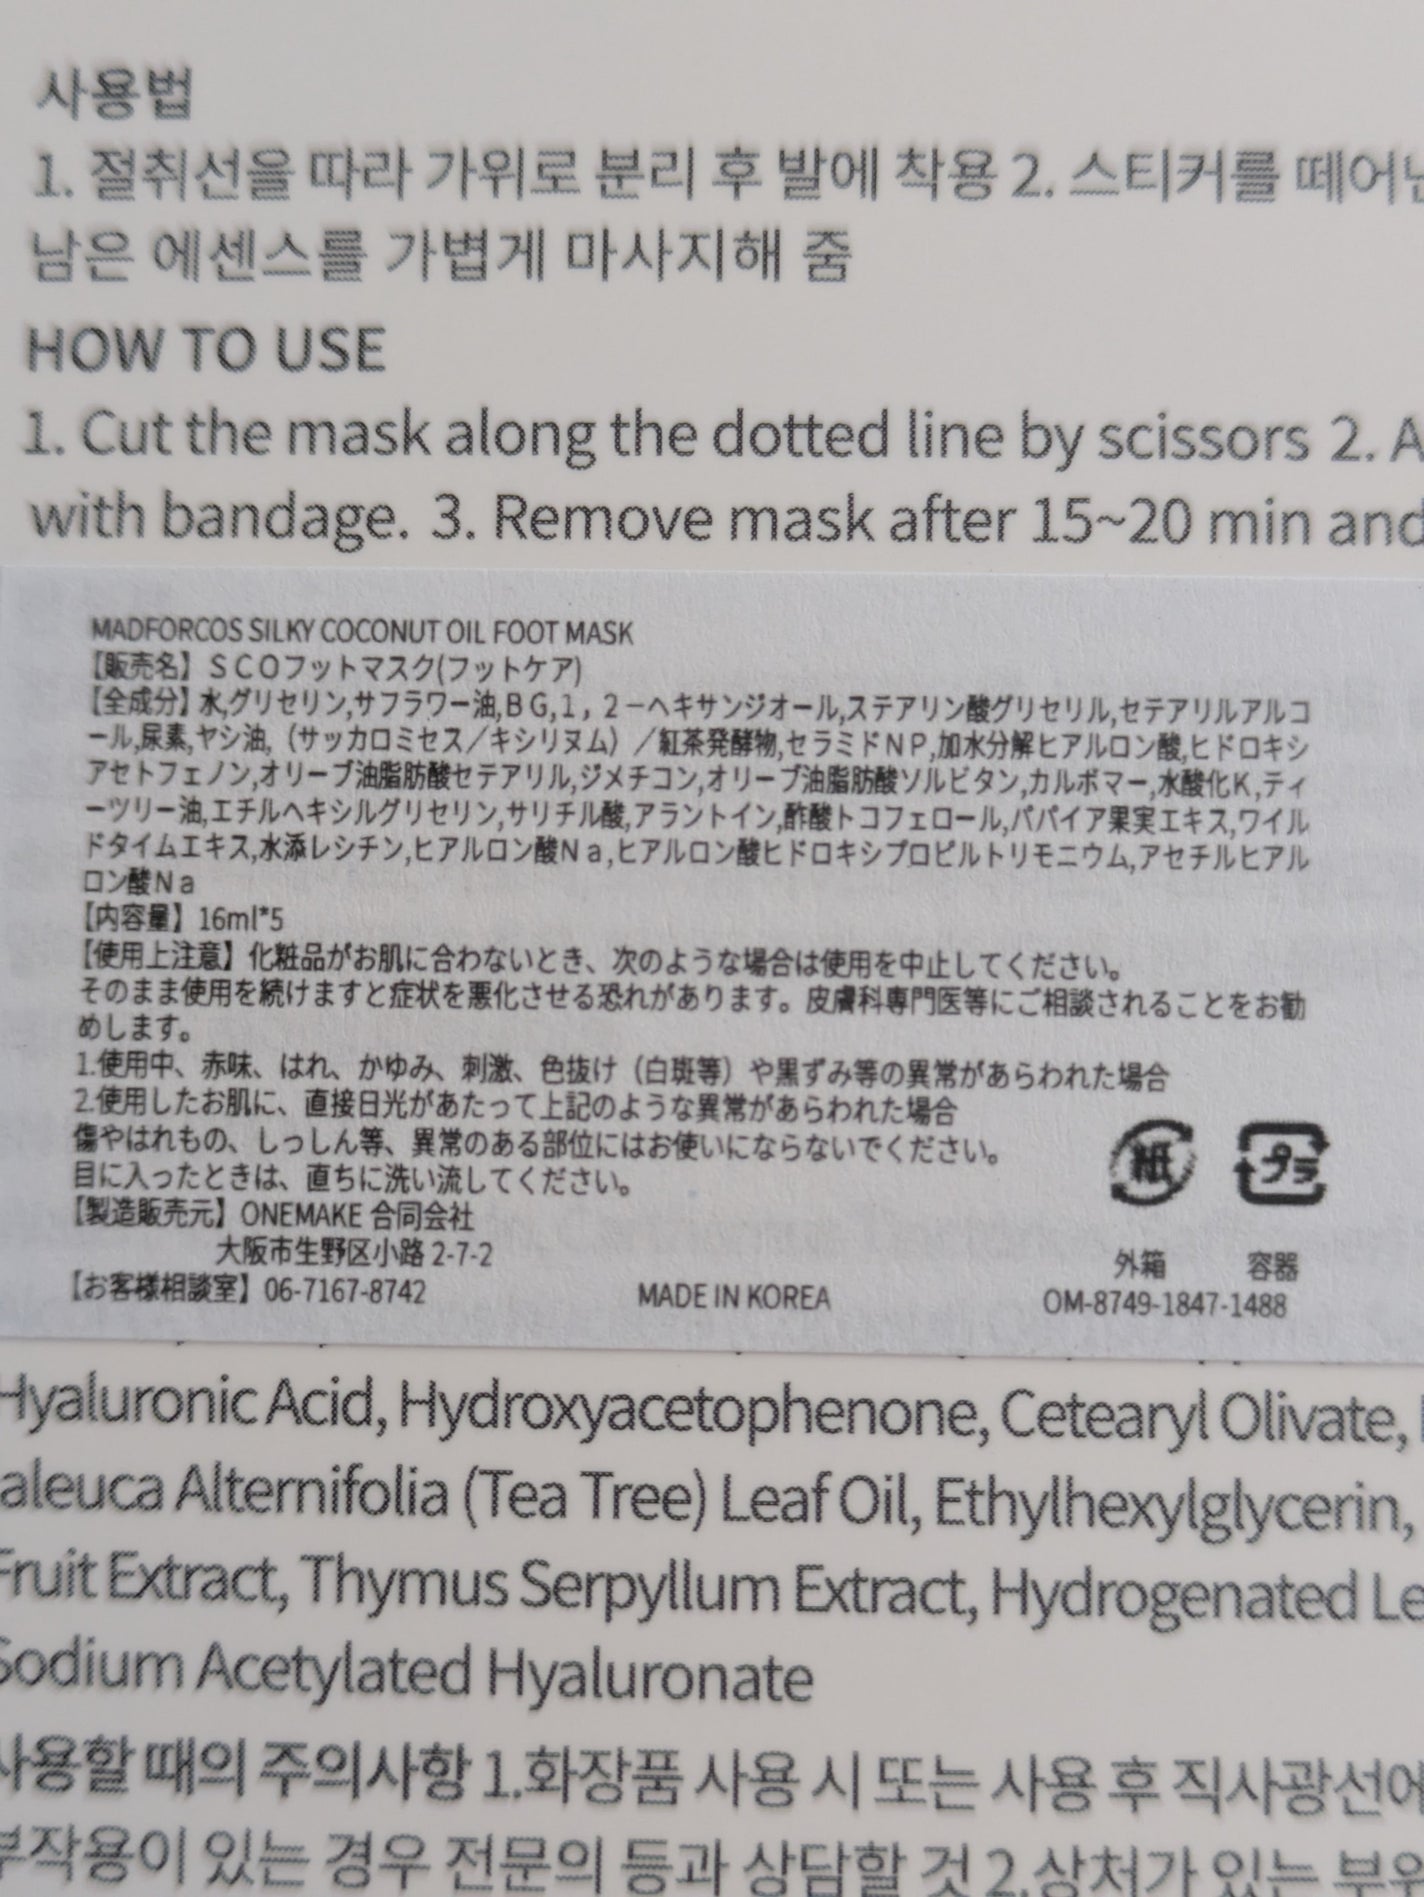 사용법
1. 절취선을 따라 가위로 분리 후 발에 착용 2. 스티커를 떼어
남은 에센스를 가볍게 마사지해 줌
HOW TO USE
1. Cut the mask along the dotted line by scissors 2. A
with bandage. 3. Remove mask after 15~20 min and
MADFORCOS SILKY COCONUT OIL FOOT MASK
【販売名】ＳＣＯフットマスク(フットケア)
【全成分】水,グリセリン,サフラワー油,ＢＧ,１，２－ヘキサンジオール,ステアリン酸グリセリル,セテアリルアルコ
ール,尿素,ヤシ油,（サッカロミセス／キシリヌム）／紅茶発酵物,セラミドＮＰ,加水分解ヒアルロン酸,ヒドロキシ
アセトフェノン,オリーブ油脂肪酸セテアリル,ジメチコン,オリーブ油脂肪酸ソルビタン,カルボマー,水酸化Ｋ,ティ
ーツリー油,エチルヘキシルグリセリン,サリチル酸,アラントイン,酢酸トコフェロール,パパイア果実エキス,ワイル
ドタイムエキス,水添レシチン,ヒアルロン酸Ｎａ,ヒアルロン酸ヒドロキシプロピルトリモニウム,アセチルヒアル
ロン酸Ｎａ
【内容量】16ml*5
【使用上注意】化粧品がお肌に合わないとき、次のような場合は使用を中止してください。
そのまま使用を続けますと症状を悪化させる恐れがあります。皮膚科専門医等にご相談されることをお勧
めします。
1.使用中、赤味、はれ、かゆみ、刺激、色抜け（白斑等）や黒ずみ等の異常があらわれた場合
2.使用したお肌に、直接日光があたって上記のような異常があらわれた場合
傷やはれもの、しっしん等、異常のある部位にはお使いにならないでください。
目に入ったときは、直ちに洗い流してください。
紙 プラ
【製造販売元】ONEMAKE 合同会社
大阪市生野区小路 2-7-2
外箱 容器
【お客様相談室】06-7167-8742 MADE IN KOREA OM-8749-1847-1488
Hyaluronic Acid, Hydroxyacetophenone, Cetearyl Olivate,
aleuca Alternifolia (Tea Tree) Leaf Oil, Ethylhexylglycerin,
Fruit Extract, Thymus Serpyllum Extract, Hydrogenated Le
Sodium Acetylated Hyaluronate
사용할 때의 주의사항 1.화장품 사용 시 또는 사용 후 직사광선에
부작용이 있는 경우 전문의 등과 상담할 것 2.상처가 있는 부위